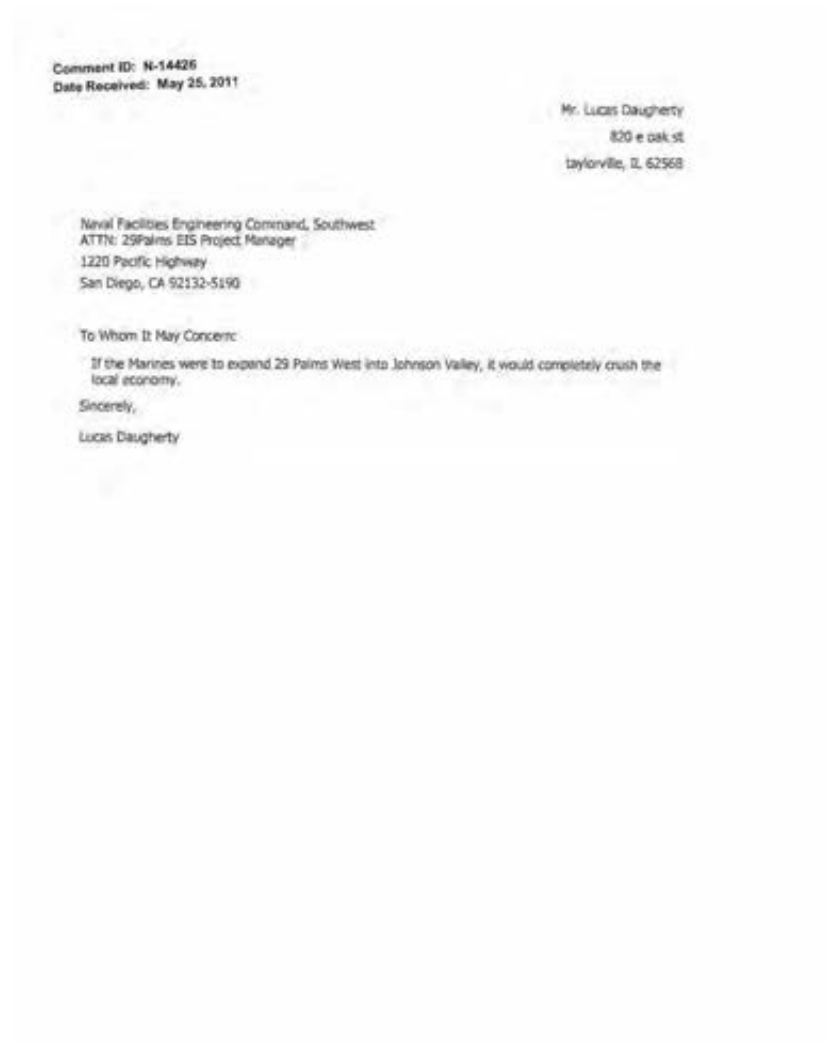 Comment ID: N-14426
Date Received: May 25, 2011
Mr. Lucas Daugherty
820 e oak st
taylorville, IL 62568
Naval Facilities Engineering Command, Southwest
ATTN: 29Palms EIS Project Manager
1220 Pacific Highway
San Diego, CA 92132-5190
To Whom It May Concern:
If the Marines were to expand 29 Palms West into Johnson Valley, it would completely crush the
local economy.
Sincerely,
Lucas Daugherty